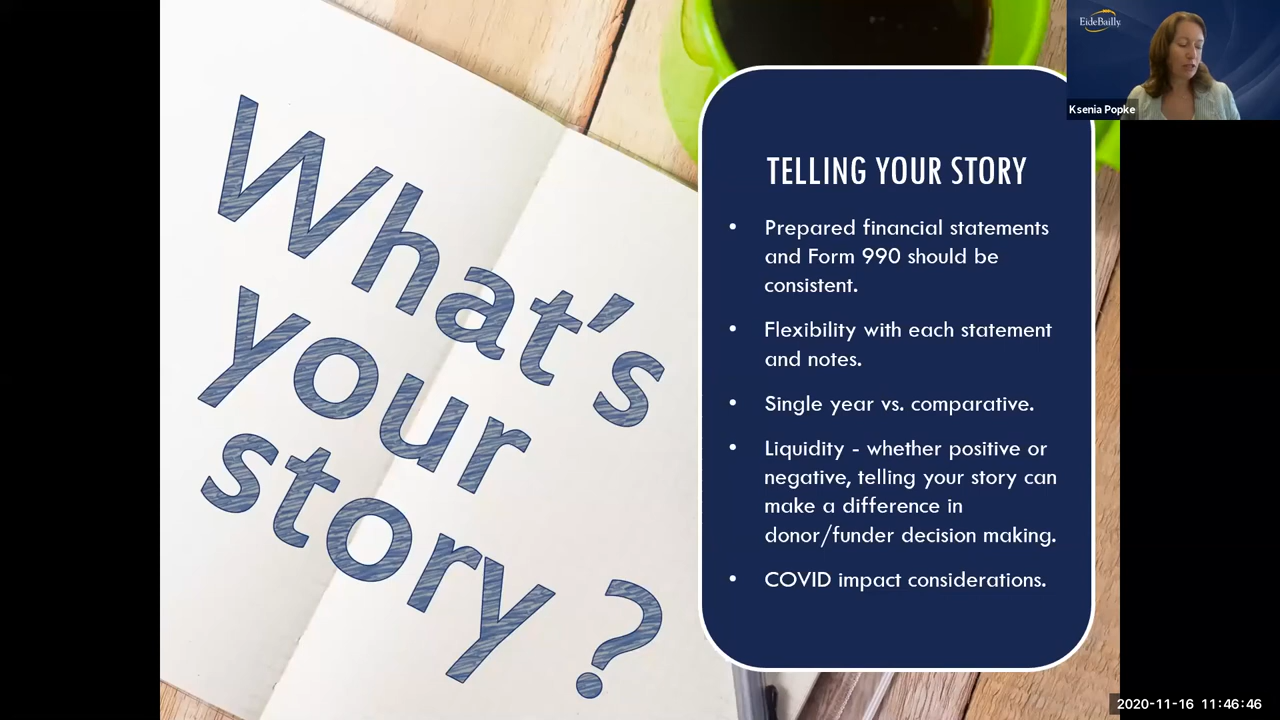 What's
your
story ?
TELLING YOUR STORY
• Prepared financial statements
and Form 990 should be
consistent.
• Flexibility with each statement
and notes.
• Single year vs. comparative.
• Liquidity - whether positive or
negative, telling your story can
make a difference in
donor/funder decision making.
• COVID impact considerations.
EideBailly
Ksenia Popke
2020-11-16 11:46:46